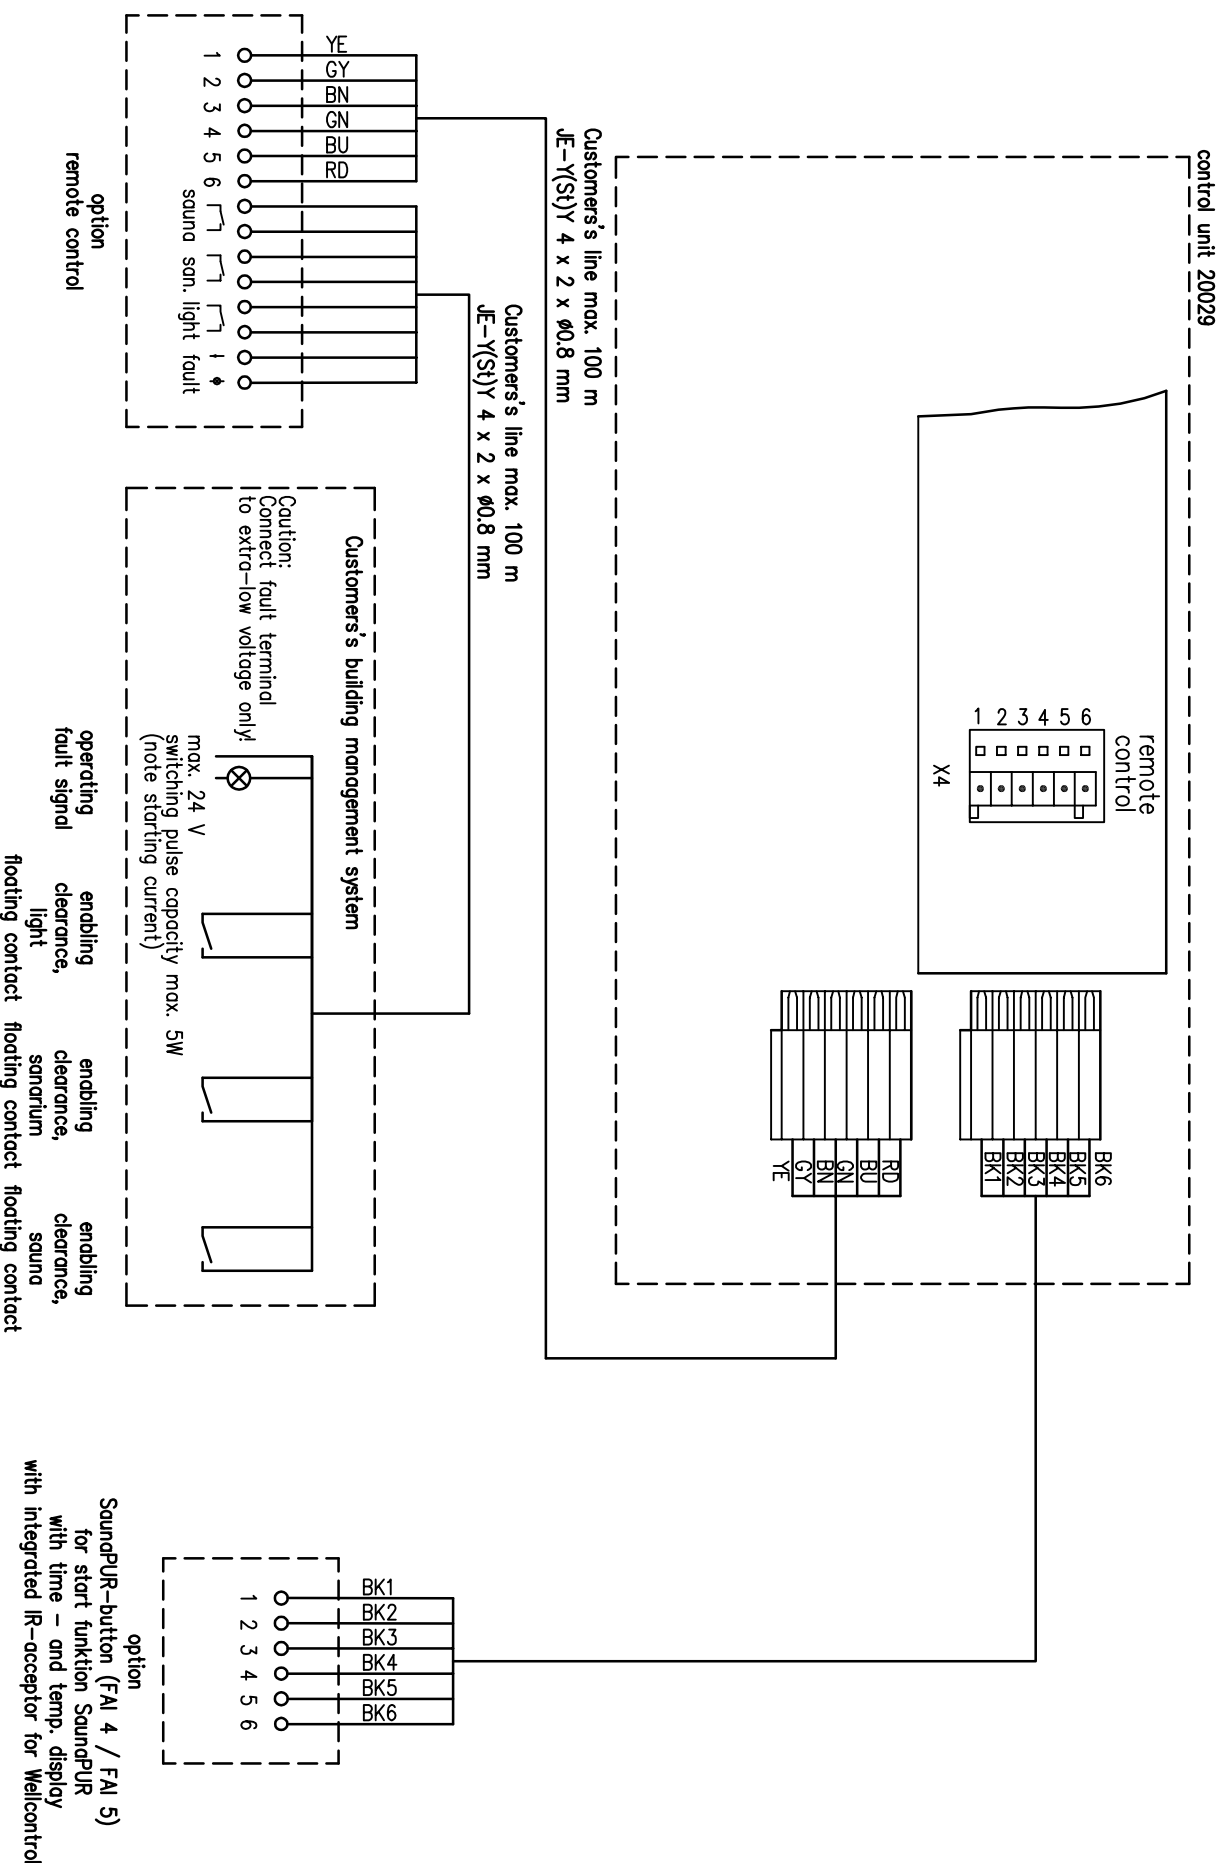 control unit 20029
remote
control
1 2 3 4 5 6
X4
BK6
BK5
BK4
BK3
BK2
BK1
RD
BU
GN
BN
GY
YE
Customers's line max. 100 m
JE-Y(St)Y 4 x 2 x ø0.8 mm
Customers's line max. 100 m
JE-Y(St)Y 4 x 2 x ø0.8 mm
YE
GY
BN
GN
BU
RD
1 2 3 4 5 6
sauna san. light fault
option
remote control
Customers's building management system
Caution:
Connect fault terminal
to extra-low voltage only!
max. 24 V
switching pulse capacity max. 5W
(note starting current)
operating
fault signal
enabling
clearance,
light
floating contact
enabling
clearance,
sanarium
floating contact
enabling
clearance,
sauna
floating contact
BK1
BK2
BK3
BK4
BK5
BK6
1 2 3 4 5 6
option
SaunaPUR-button (FAI 4 / FAI 5)
for start funktion SaunaPUR
with time - and temp. display
with integrated IR-acceptor for Wellcontrol